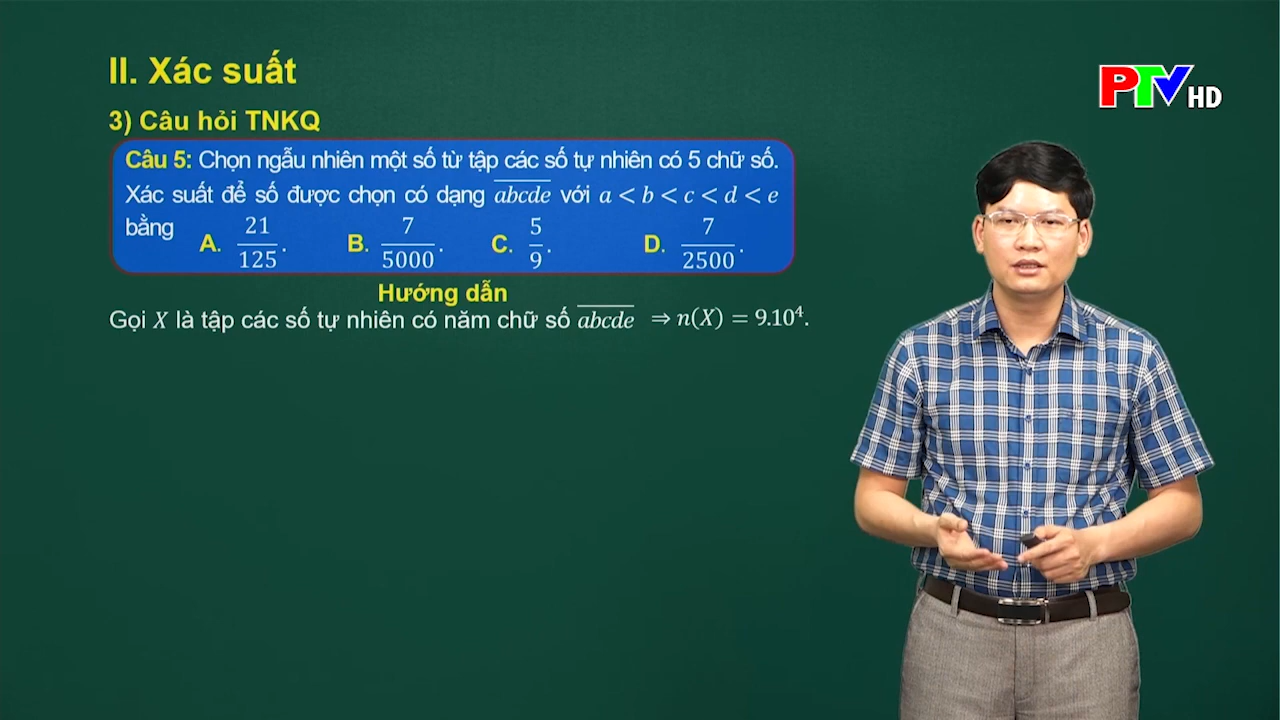 II. Xác suất
PTV HD
3) Câu hỏi TNKQ
Câu 5: Chọn ngẫu nhiên một số từ tập các số tự nhiên có 5 chữ số.
Xác suất để số được chọn có dạng \overline{abcde} với a < b < c < d < e
bằng
A. 21/125. B. 7/5000. C. 5/9. D. 7/2500.
Hướng dẫn
Gọi X là tập các số tự nhiên có năm chữ số \overline{abcde} ⇒ n(X) = 9.10⁴.